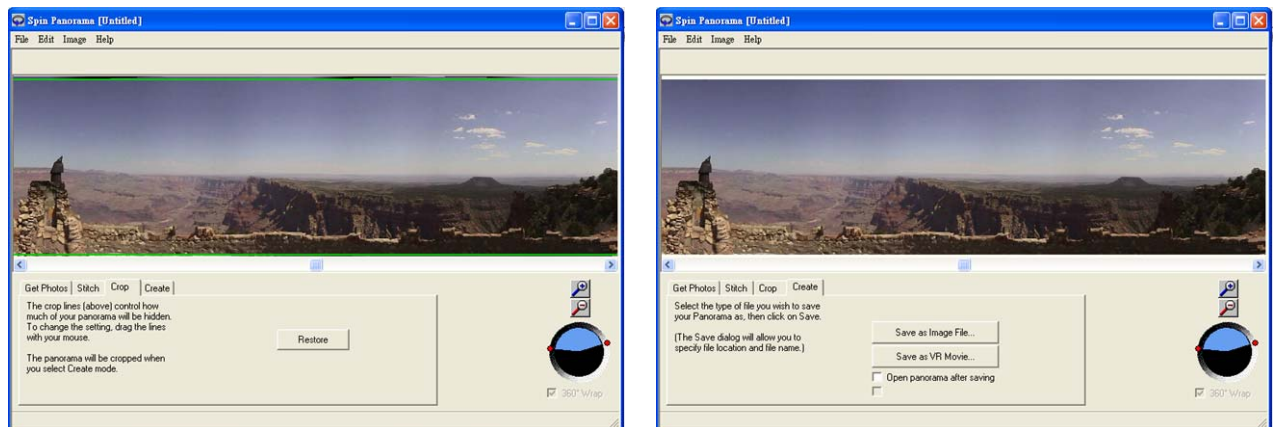 Spin Panorama [Untitled]
File Edit Image Help
Get Photos Stitch Crop Create
The crop lines (above) control how
much of your panorama will be hidden.
To change the setting, drag the lines
with your mouse.
The panorama will be cropped when
you select Create mode.
Restore
360° Wrap
Spin Panorama [Untitled]
File Edit Image Help
Get Photos Stitch Crop Create
Select the type of file you wish to save
your Panorama as, then click on Save.
(The Save dialog will allow you to
specify file location and file name.)
Save as Image File...
Save as VR Movie...
Open panorama after saving
360° Wrap